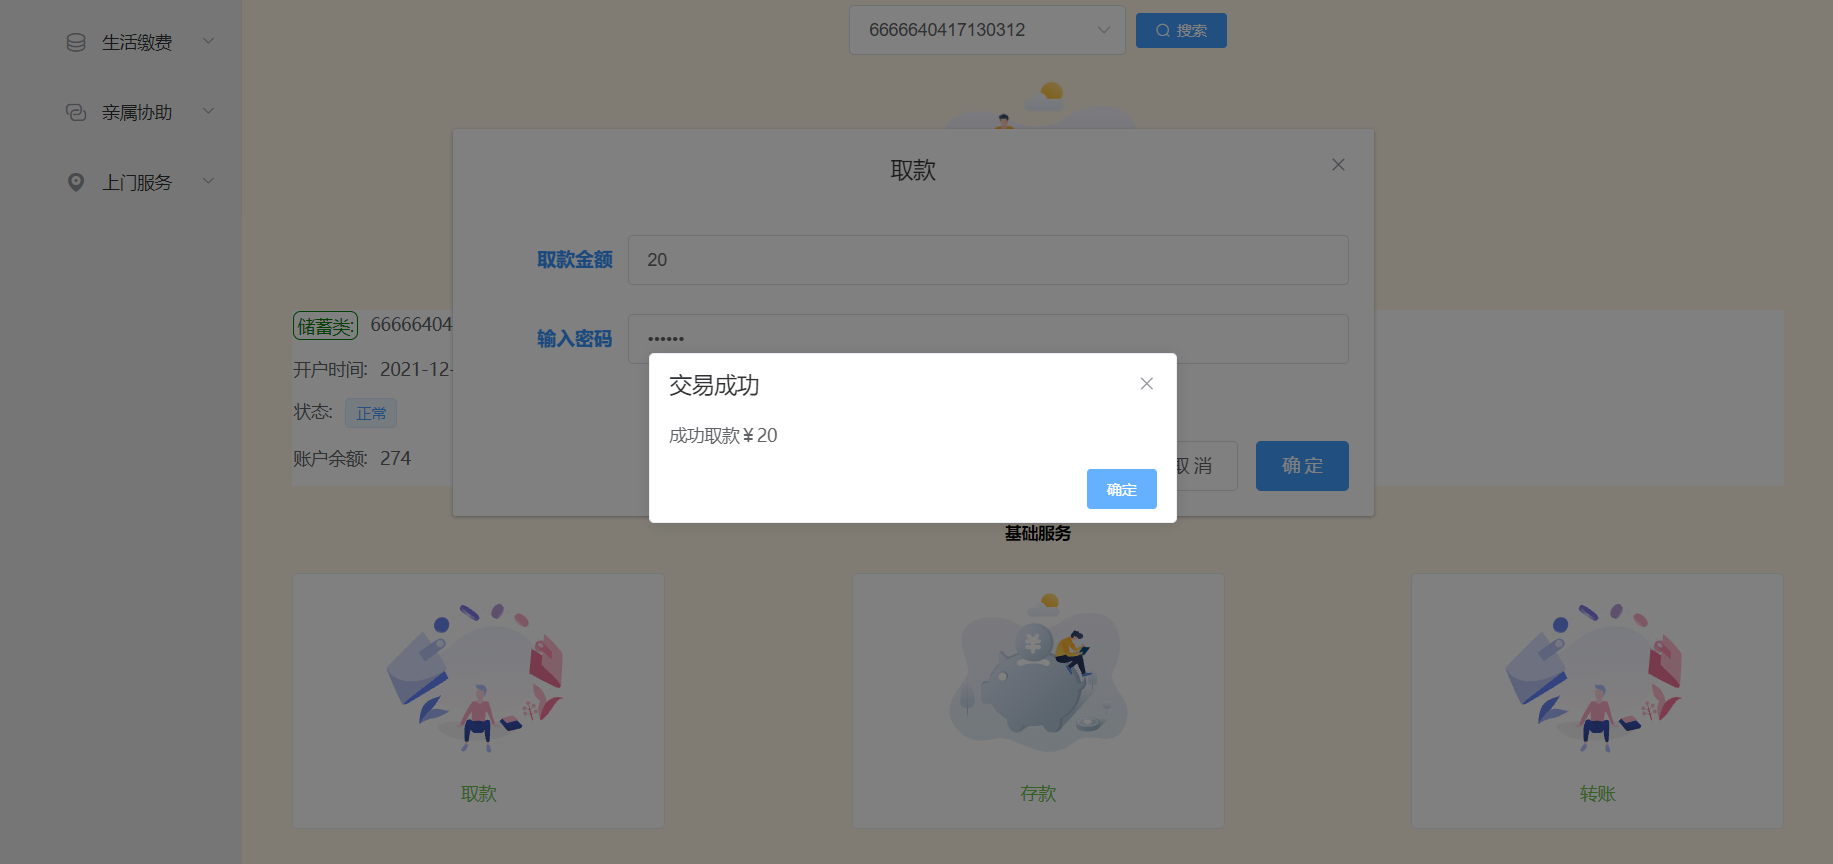 生活缴费
亲属协助
上门服务
6666640417130312
搜索
取款
取款金额 20
输入密码 ••••••
储蓄类: 66666404
开户时间: 2021-12-
状态: 正常
账户余额: 274
交易成功
成功取款￥20
确定
取消
确定
基础服务
取款
存款
转账